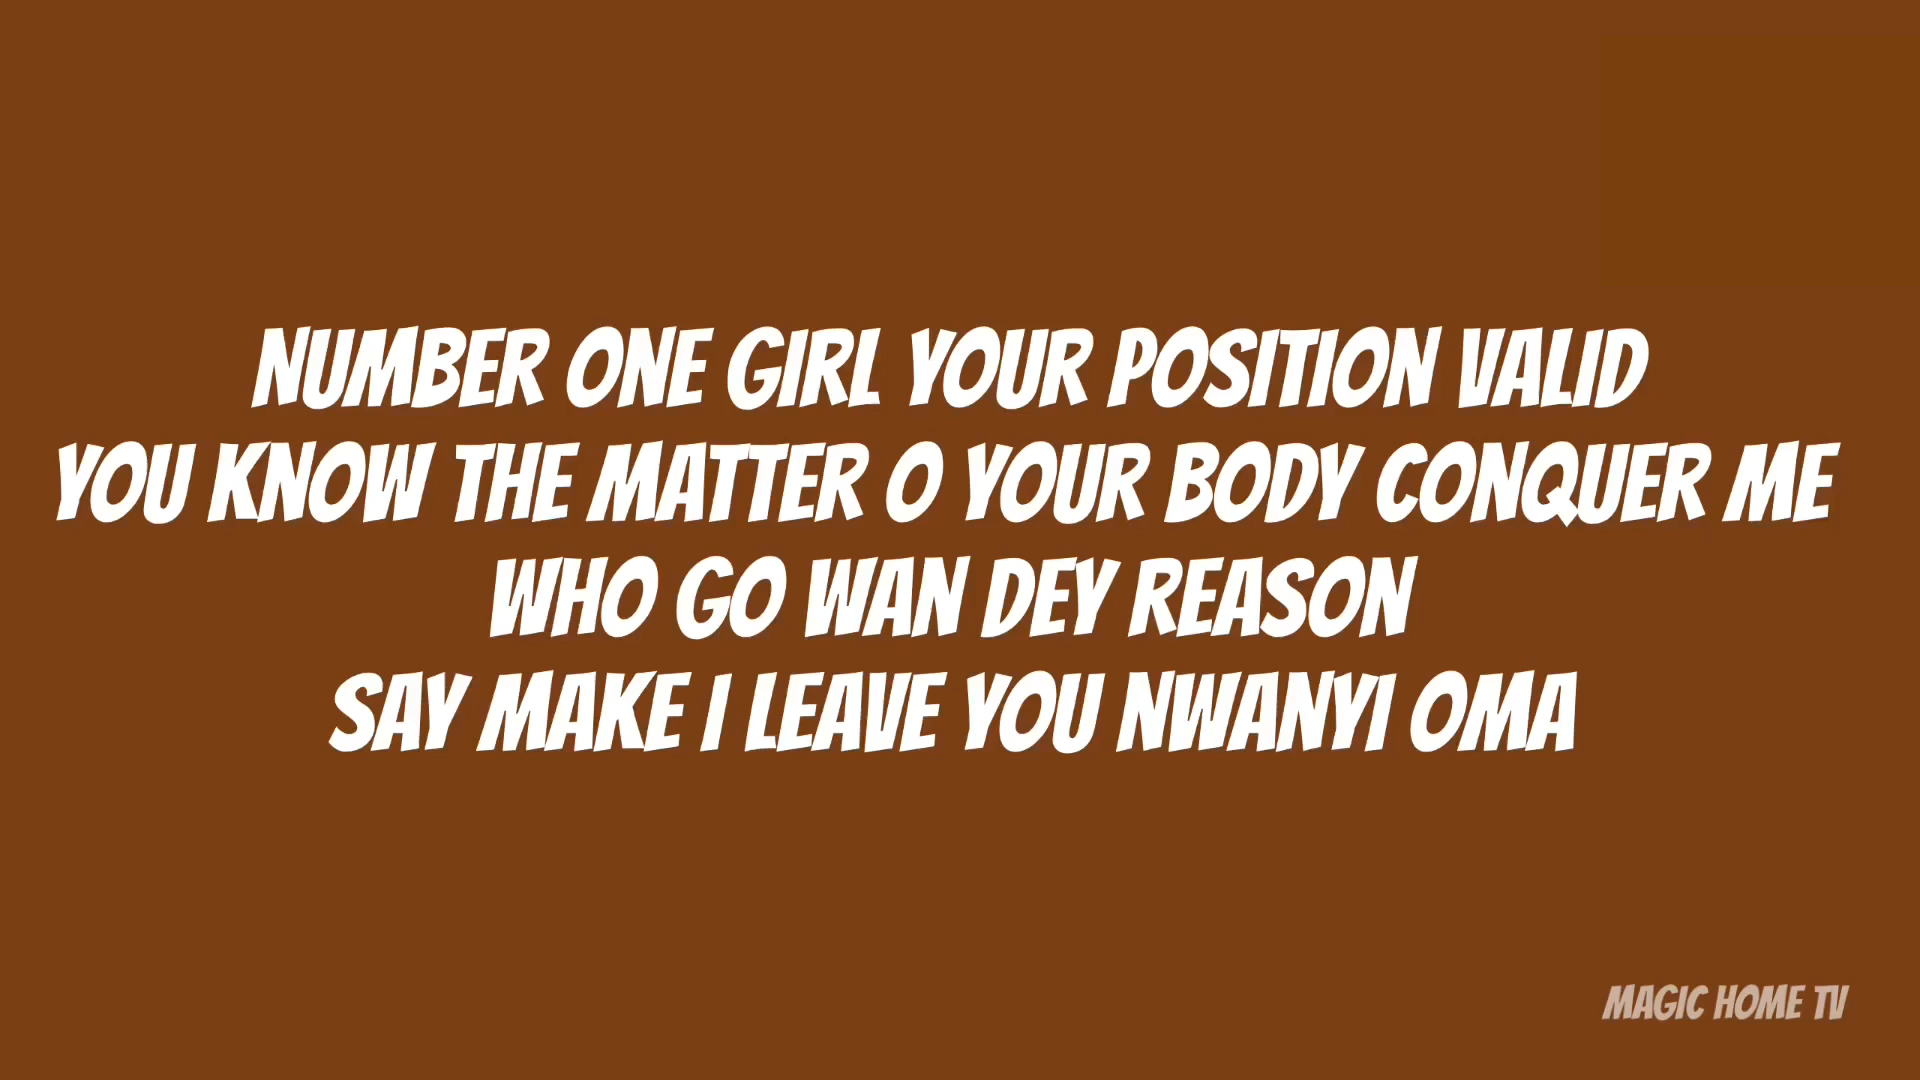 NUMBER ONE GIRL YOUR POSITION VALID
YOU KNOW THE MATTER O YOUR BODY CONQUER ME
WHO GO WAN DEY REASON
SAY MAKE I LEAVE YOU NWANYI OMA
MAGIC HOME TV